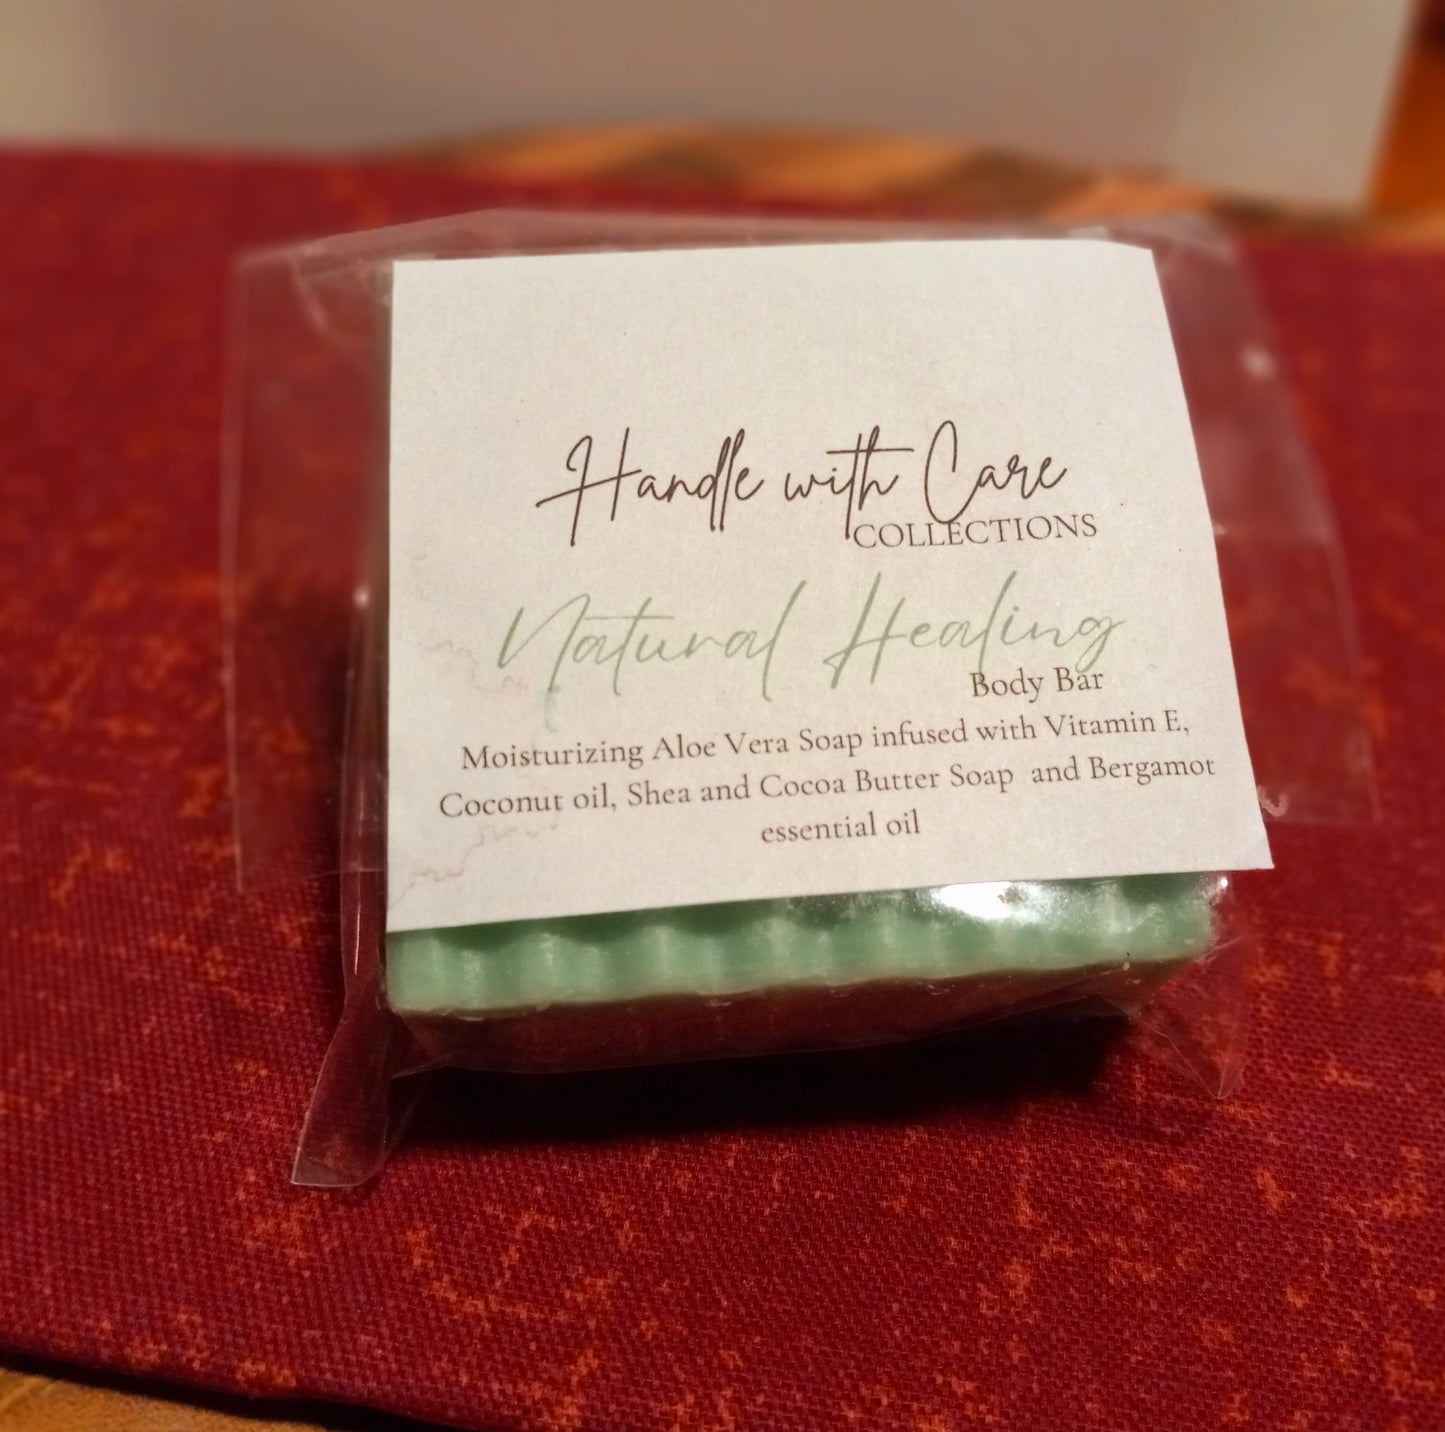 Handle with Care
COLLECTIONS
Natural Healing
Body Bar
Moisturizing Aloe Vera Soap infused with Vitamin E,
Coconut oil, Shea and Cocoa Butter Soap and Bergamot
essential oil